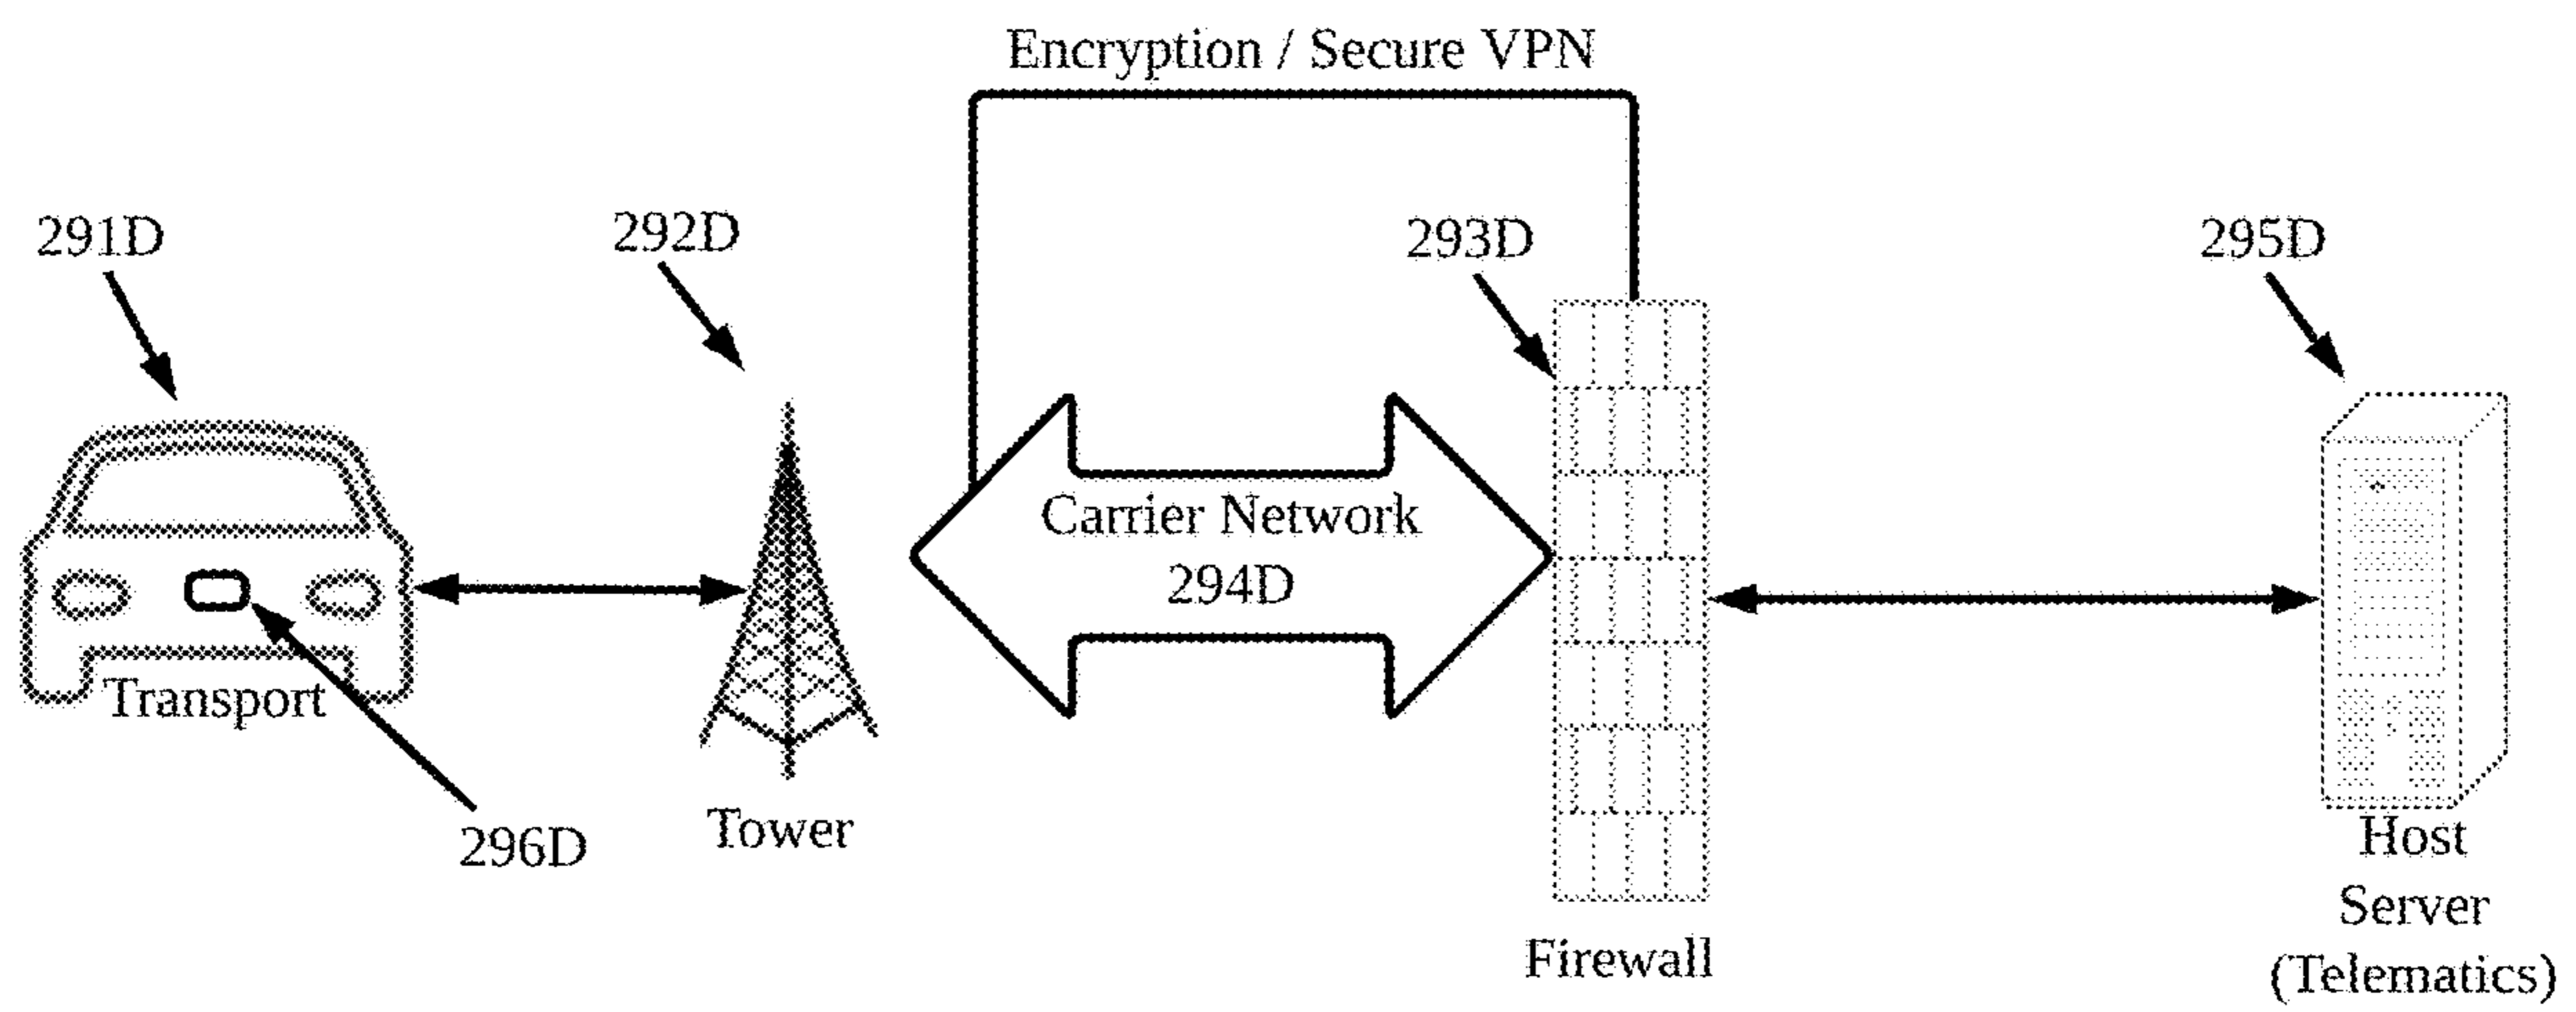 Encryption / Secure VPN
291D
292D
293D
295D
Carrier Network
294D
Transport
296D
Tower
Firewall
Host
Server
(Telematics)